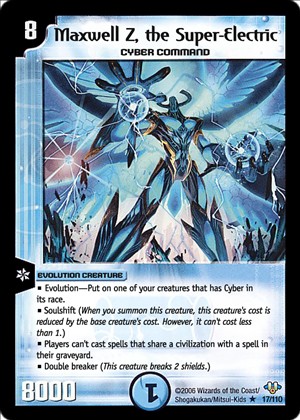 8 Maxwell Z, the Super-Electric
CYBER COMMAND
EVOLUTION CREATURE
■ Evolution—Put on one of your creatures that has Cyber in
its race.
■ Soulshift (When you summon this creature, this creature's cost is
reduced by the base creature's cost. However, it can't cost less
than 1.)
■ Players can't cast spells that share a civilization with a spell in
their graveyard.
■ Double breaker (This creature breaks 2 shields.)
8000
©2006 Wizards of the Coast/
Shogakukan/Mitsui-Kids ★ 17/110